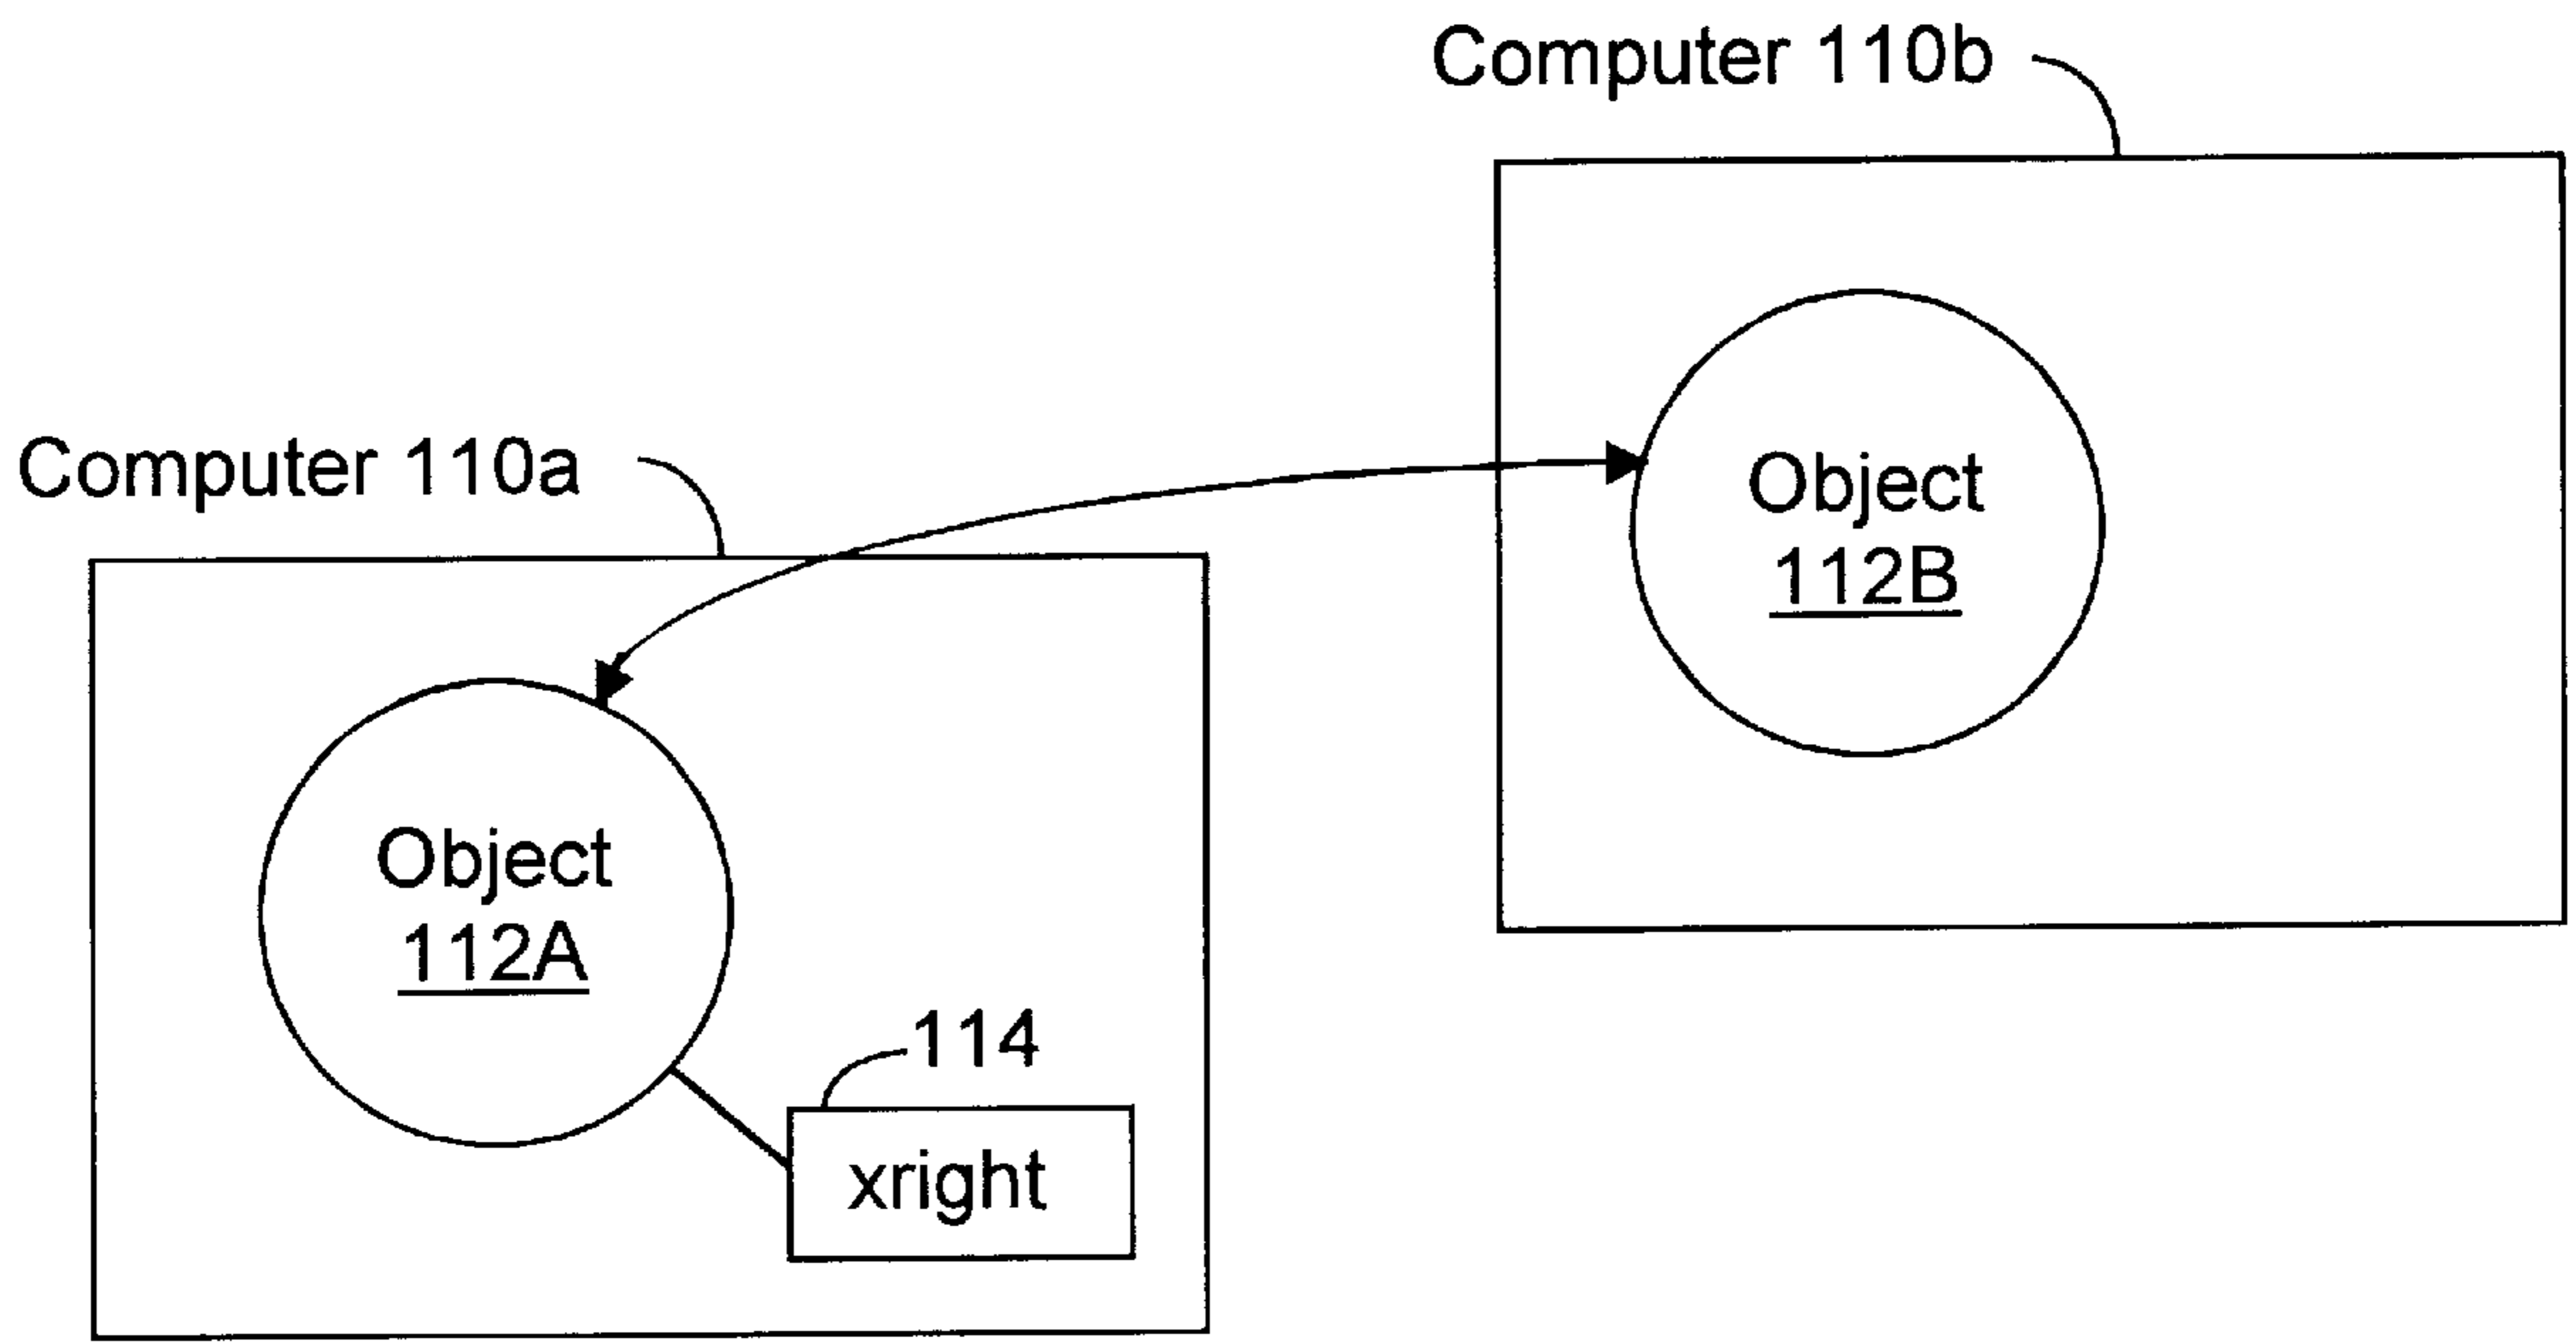 Computer 110b
Computer 110a
Object
112B
Object
112A
114
xright